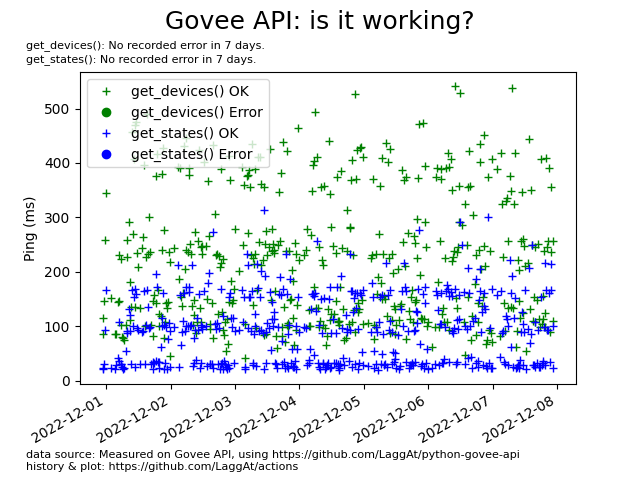 Govee API: is it working?
get_devices(): No recorded error in 7 days.
get_states(): No recorded error in 7 days.
get_devices() OK
get_devices() Error
get_states() OK
get_states() Error
Ping (ms)
500
400
300
200
100
0
2022-12-01
2022-12-02
2022-12-03
2022-12-04
2022-12-05
2022-12-06
2022-12-07
2022-12-08
data source: Measured on Govee API, using https://github.com/LaggAt/python-govee-api
history & plot: https://github.com/LaggAt/actions